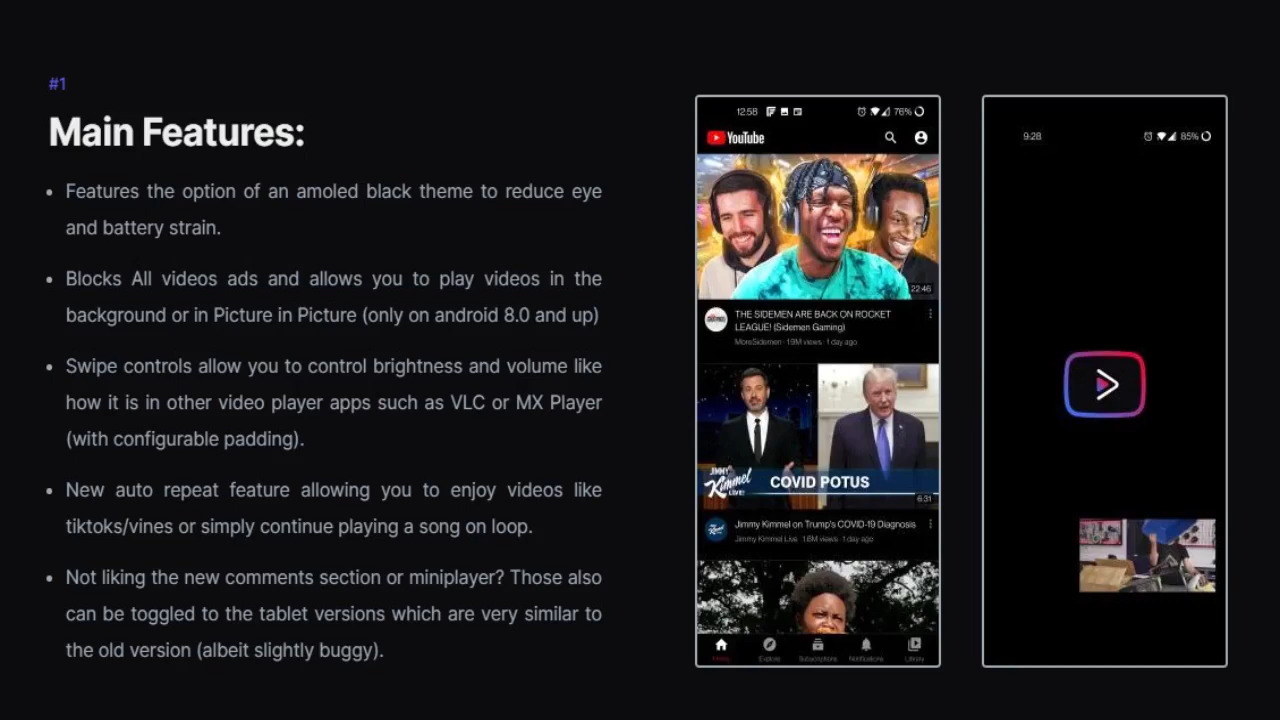 #1
Main Features:
• Features the option of an amoled black theme to reduce eye
and battery strain.
• Blocks All videos ads and allows you to play videos in the
background or in Picture in Picture (only on android 8.0 and up)
• Swipe controls allow you to control brightness and volume like
how it is in other video player apps such as VLC or MX Player
(with configurable padding).
• New auto repeat feature allowing you to enjoy videos like
tiktoks/vines or simply continue playing a song on loop.
• Not liking the new comments section or miniplayer? Those also
can be toggled to the tablet versions which are very similar to
the old version (albeit slightly buggy).
12:58 76%
YouTube
22:46
THE SIDEMEN ARE BACK ON ROCKET
LEAGUE! (Sidemen Gaming)
MoreSidemen · 1.9M views · 1 day ago
JIMMY
Kimmel
LIVE!
COVID POTUS
6:31
Jimmy Kimmel on Trump's COVID-19 Diagnosis
Jimmy Kimmel Live · 1.8M views · 1 day ago
Home Explore Subscriptions Notifications Library
9:28 85%